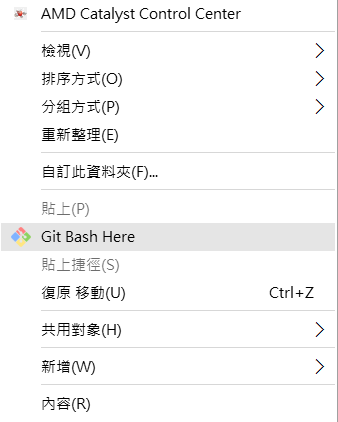 AMD Catalyst Control Center
檢視(V)
排序方式(O)
分組方式(P)
重新整理(E)
自訂此資料夾(F)...
貼上(P)
Git Bash Here
貼上捷徑(S)
復原 移動(U) Ctrl+Z
共用對象(H)
新增(W)
內容(R)